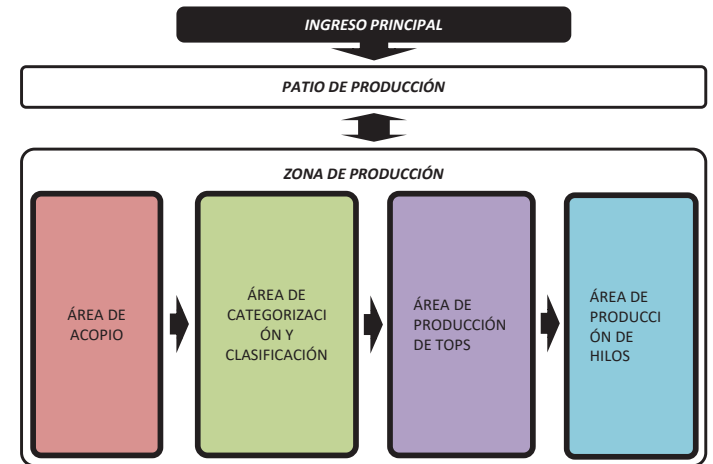 INGRESO PRINCIPAL
PATIO DE PRODUCCIÓN
ZONA DE PRODUCCIÓN
ÁREA DE
ACOPIO
ÁREA DE
CATEGORIZACI
ÓN Y
CLASIFICACIÓN
ÁREA DE
PRODUCCIÓN
DE TOPS
ÁREA DE
PRODUCCI
ÓN DE
HILOS